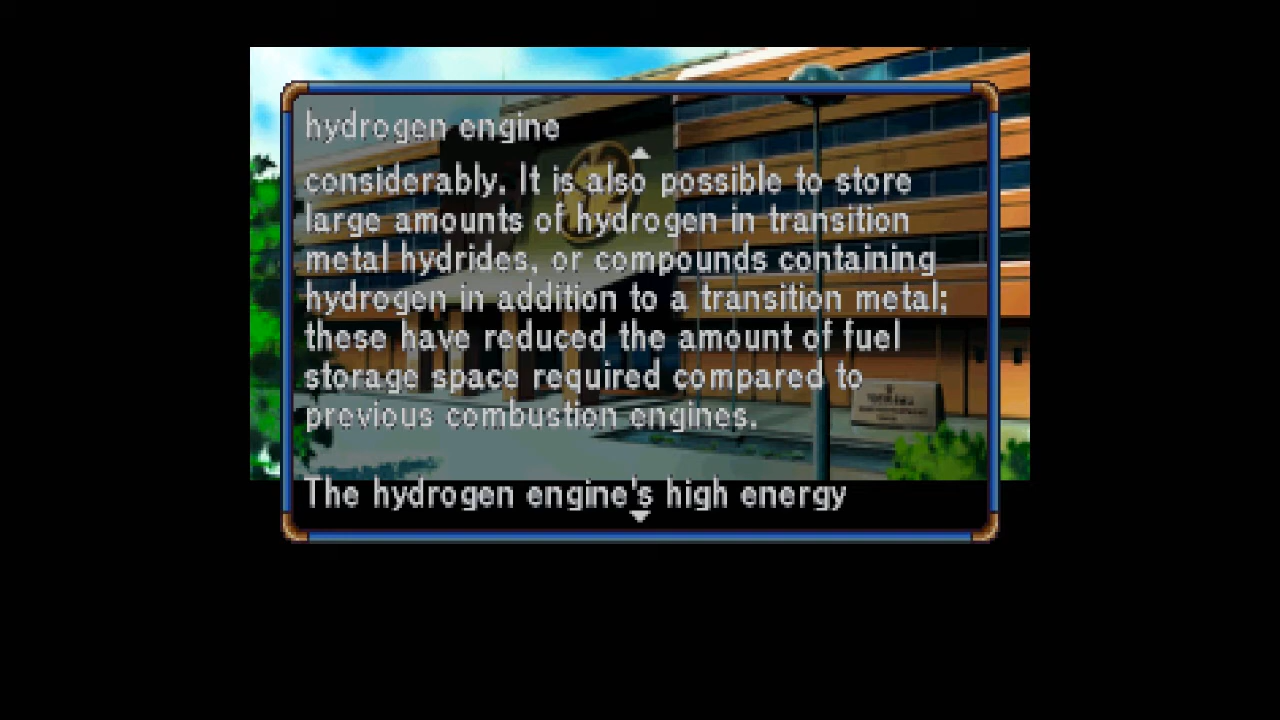 hydrogen engine
considerably. It is also possible to store
large amounts of hydrogen in transition
metal hydrides, or compounds containing
hydrogen in addition to a transition metal;
these have reduced the amount of fuel
storage space required compared to
previous combustion engines.
The hydrogen engine's high energy